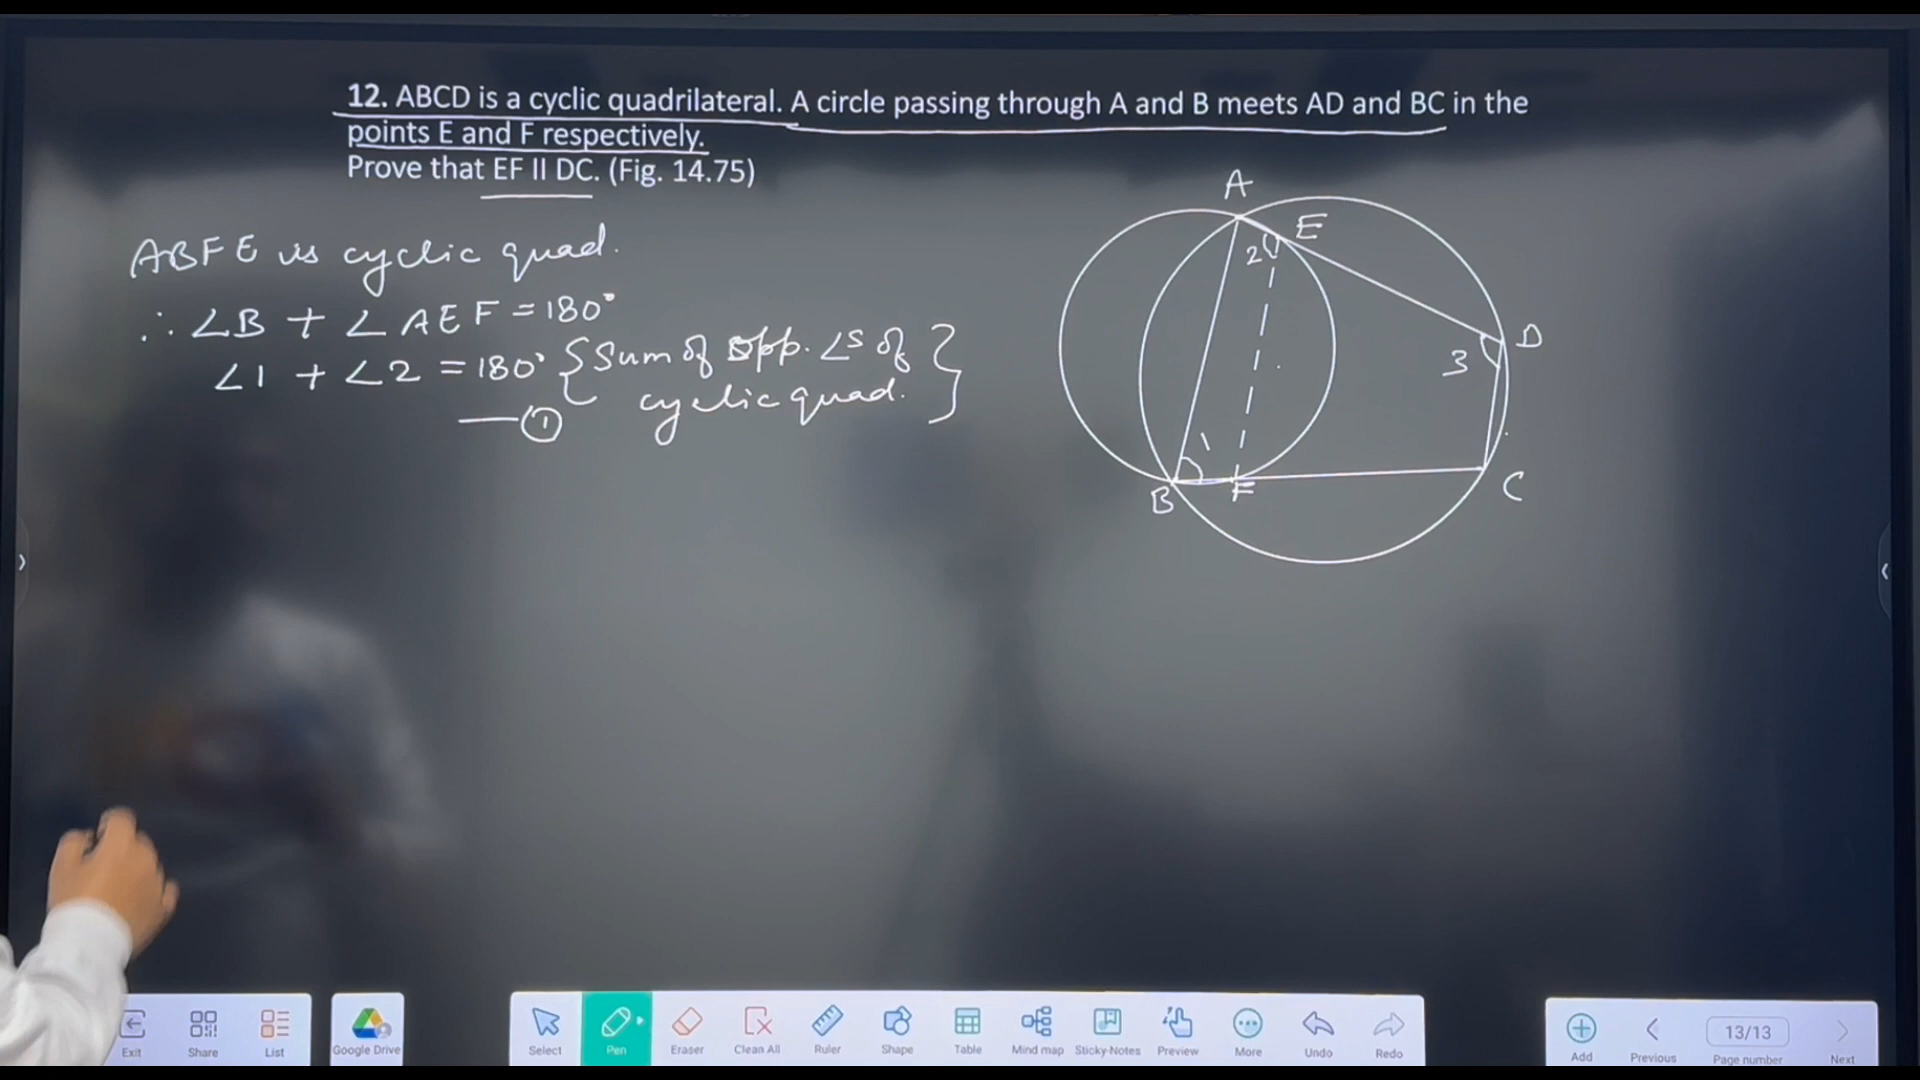 12. ABCD is a cyclic quadrilateral. A circle passing through A and B meets AD and BC in the
points E and F respectively.
Prove that EF II DC. (Fig. 14.75)
ABFE is cyclic quad.
∴ ∠B + ∠AEF = 180°
∠1 + ∠2 = 180° {Sum of opp. ∠s of
cyclic quad.}
—①
A
E
2
D
3
1
B
F
C
Exit
Share
List
Google Drive
Select
Pen
Eraser
Clean All
Ruler
Shape
Table
Mind map
Sticky-Notes
Preview
More
Undo
Redo
Add
Previous
13/13
Page number
Next